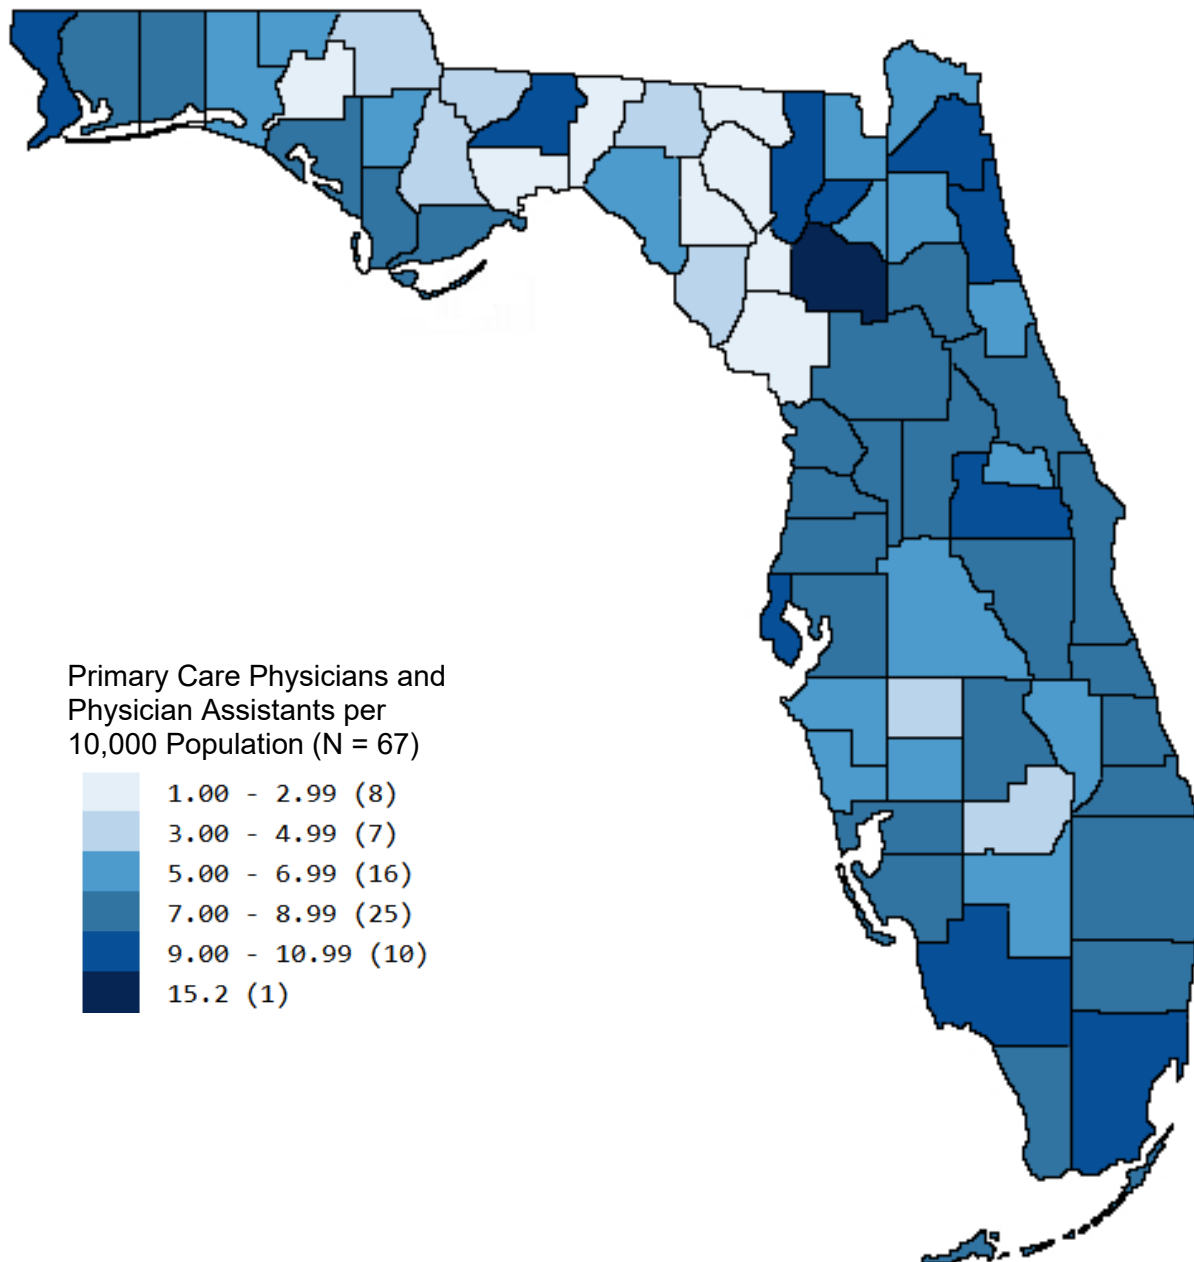 Primary Care Physicians and
Physician Assistants per
10,000 Population (N = 67)
1.00 - 2.99 (8)
3.00 - 4.99 (7)
5.00 - 6.99 (16)
7.00 - 8.99 (25)
9.00 - 10.99 (10)
15.2 (1)